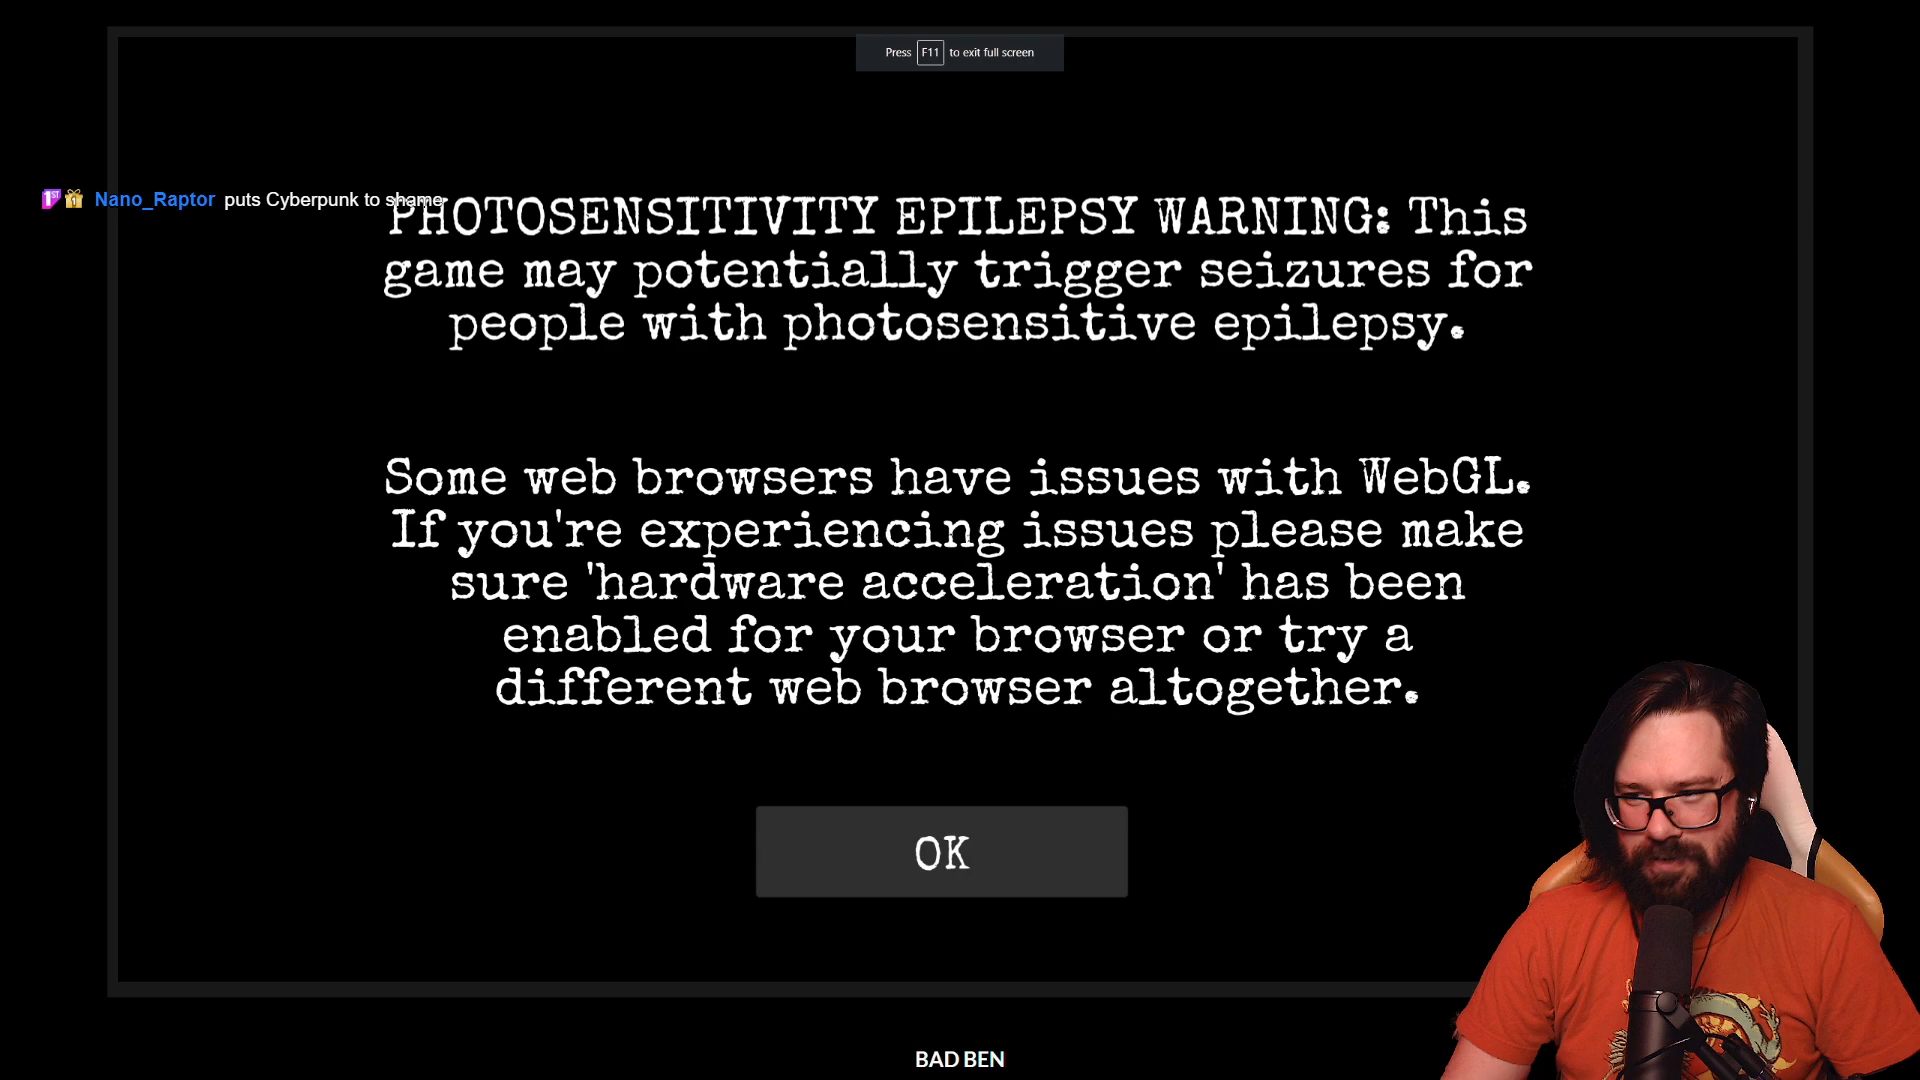 Press F11 to exit full screen
Nano_Raptor puts Cyberpunk to shame
PHOTOSENSITIVITY EPILEPSY WARNING: This
game may potentially trigger seizures for
people with photosensitive epilepsy.
Some web browsers have issues with WebGL.
If you're experiencing issues please make
sure 'hardware acceleration' has been
enabled for your browser or try a
different web browser altogether.
OK
BAD BEN